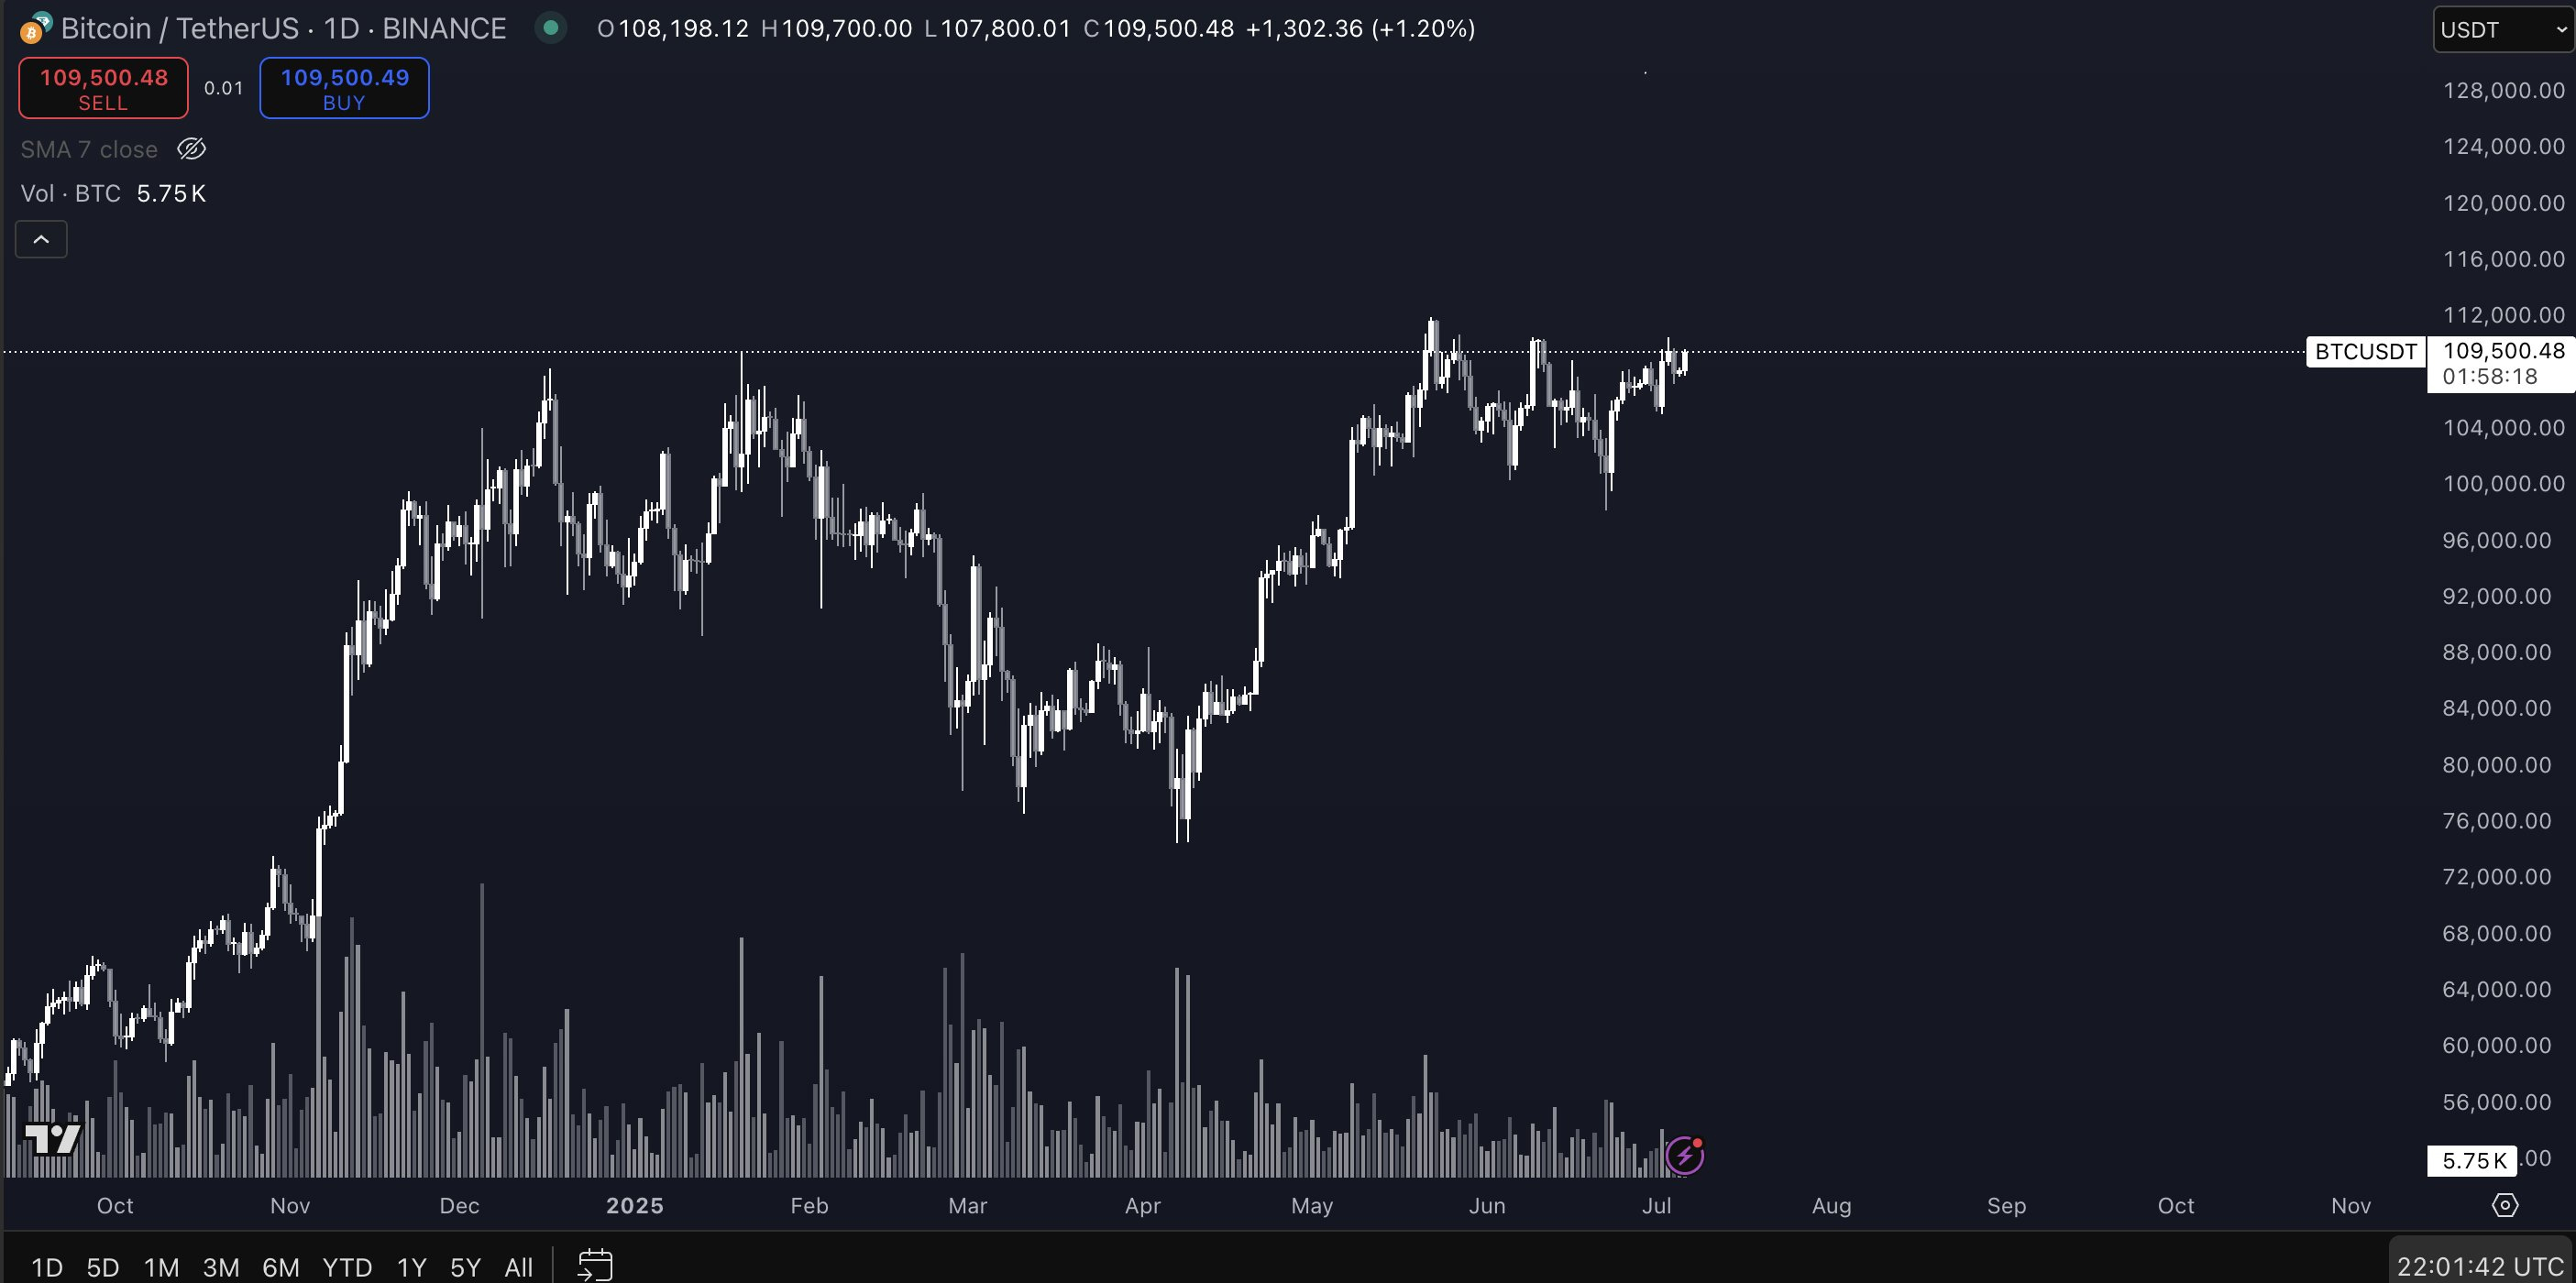 Bitcoin / TetherUS · 1D · BINANCE O108,198.12 H109,700.00 L107,800.01 C109,500.48 +1,302.36 (+1.20%)
USDT
109,500.48
SELL
0.01
109,500.49
BUY
SMA 7 close
Vol · BTC 5.75K
128,000.00
124,000.00
120,000.00
116,000.00
112,000.00
BTCUSDT 109,500.48
01:58:18
104,000.00
100,000.00
96,000.00
92,000.00
88,000.00
84,000.00
80,000.00
76,000.00
72,000.00
68,000.00
64,000.00
60,000.00
56,000.00
5.75K .00
Oct Nov Dec 2025 Feb Mar Apr May Jun Jul Aug Sep Oct Nov
1D 5D 1M 3M 6M YTD 1Y 5Y All
22:01:42 UTC